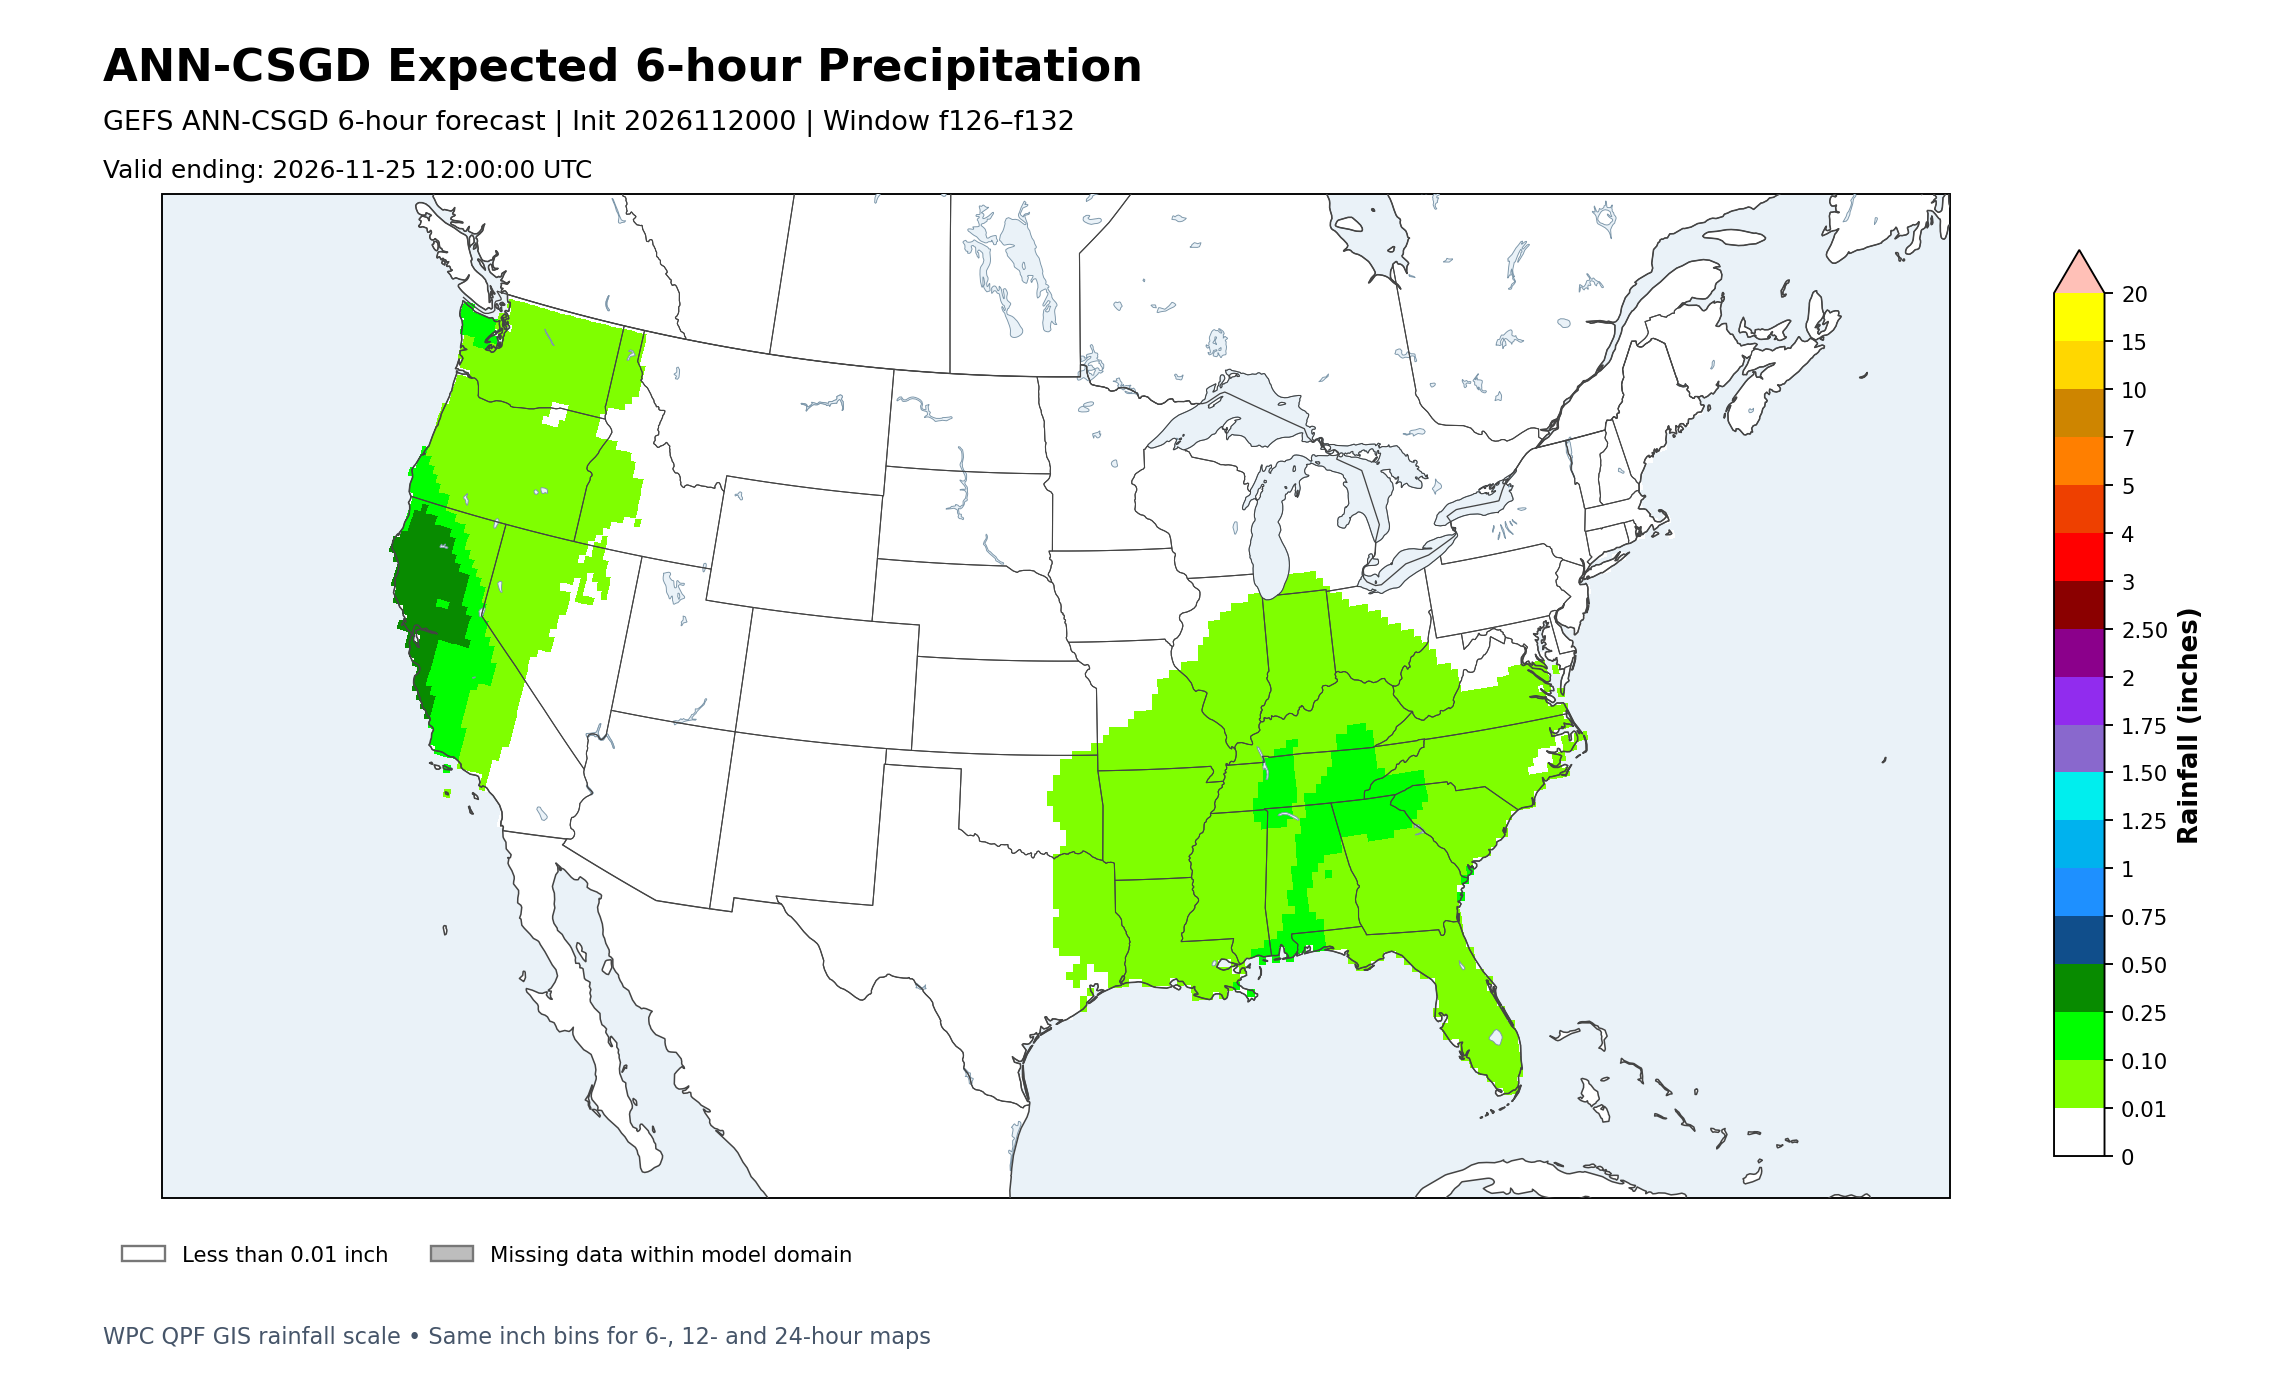 ANN-CSGD Expected 6-hour Precipitation
GEFS ANN-CSGD 6-hour forecast | Init 2026112000 | Window f126–f132
Valid ending: 2026-11-25 12:00:00 UTC
20
15
10
7
5
4
3
2.50
2
1.75
1.50
1.25
1
0.75
0.50
0.25
0.10
0.01
0
Rainfall (inches)
Less than 0.01 inch
Missing data within model domain
WPC QPF GIS rainfall scale • Same inch bins for 6-, 12- and 24-hour maps